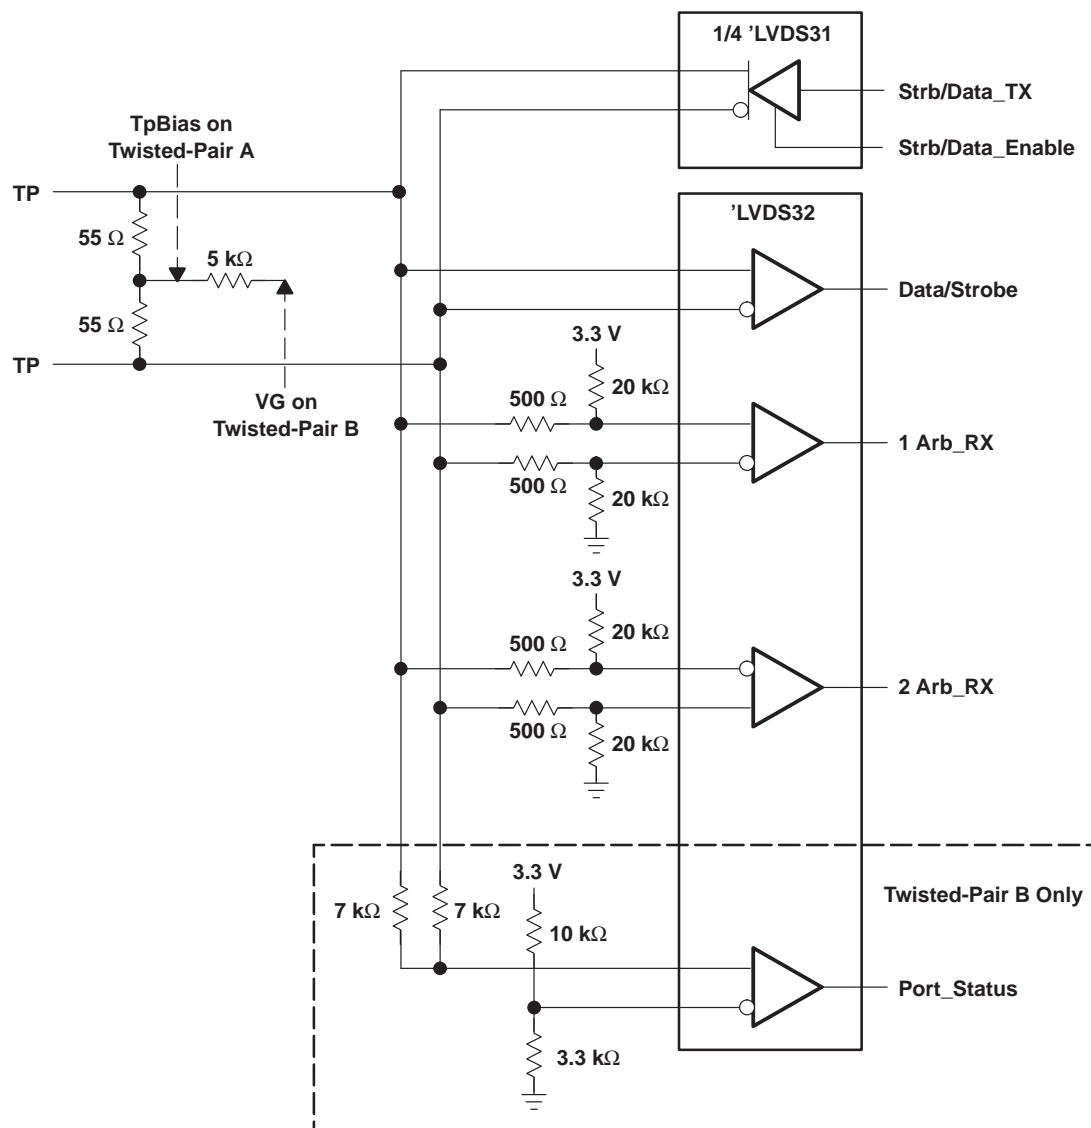 1/4 ’LVDS31
Strb/Data_TX
Strb/Data_Enable
TpBias on
Twisted-Pair A
TP
55 Ω
5 kΩ
55 Ω
TP
VG on
Twisted-Pair B
’LVDS32
Data/Strobe
3.3 V
20 kΩ
500 Ω
1 Arb_RX
500 Ω
20 kΩ
3.3 V
20 kΩ
500 Ω
2 Arb_RX
500 Ω
20 kΩ
Twisted-Pair B Only
3.3 V
7 kΩ
7 kΩ
10 kΩ
Port_Status
3.3 kΩ